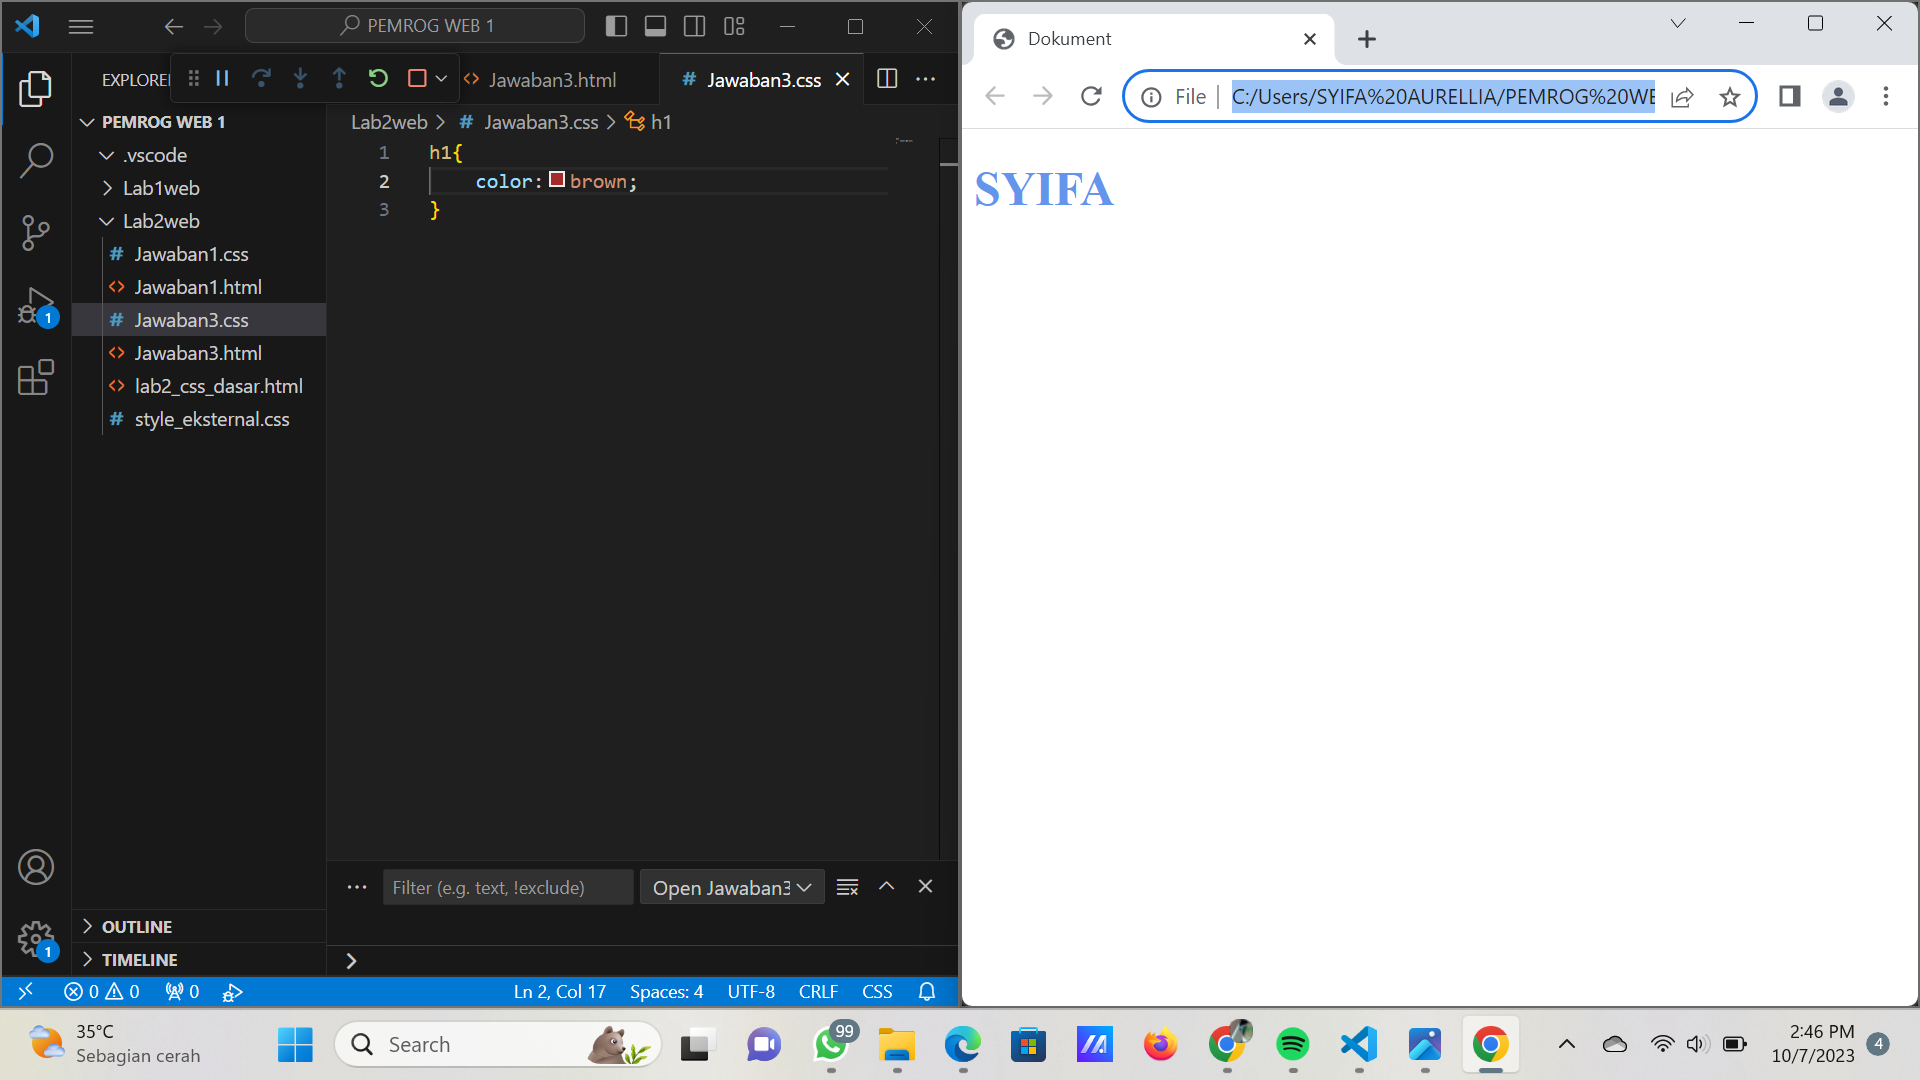 PEMROG WEB 1
EXPLORE
Jawaban3.html
# Jawaban3.css
PEMROG WEB 1
.vscode
Lab1web
Lab2web
# Jawaban1.css
<> Jawaban1.html
# Jawaban3.css
<> Jawaban3.html
<> lab2_css_dasar.html
# style_eksternal.css
Lab2web > # Jawaban3.css > h1
1 h1{
2 color: brown;
3 }
1
1
OUTLINE
TIMELINE
Filter (e.g. text, !exclude)
Open Jawaban3
0 0 0
Ln 2, Col 17 Spaces: 4 UTF-8 CRLF CSS
Dokument
File | C:/Users/SYIFA%20AURELLIA/PEMROG%20WE
SYIFA
35°C
Sebagian cerah
Search
99
2:46 PM
10/7/2023
4